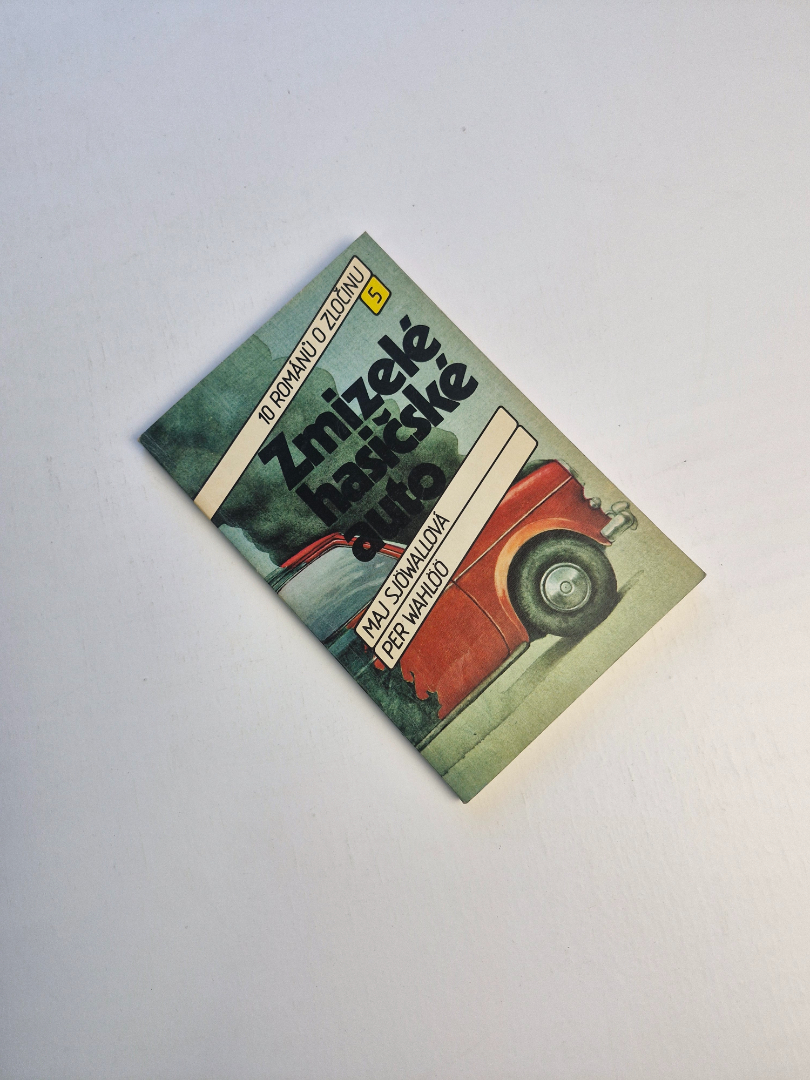 10 ROMÁNŮ O ZLOČINU
5
Zmizelé
hasičské
auto
MAJ SJÖWALLOVÁ
PER WAHLÖÖ